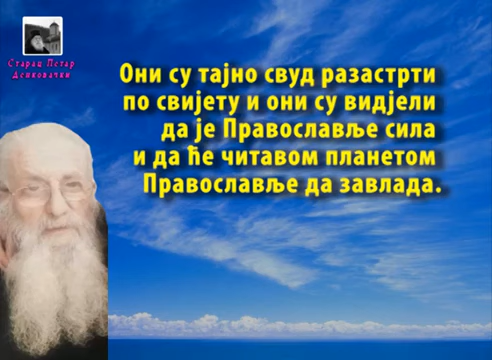 Старац Петар
Денковачки
Они су тајно свуд разастрти
по свијету и они су видјели
да је Православље сила
и да ће читавом планетом
Православље да завлада.